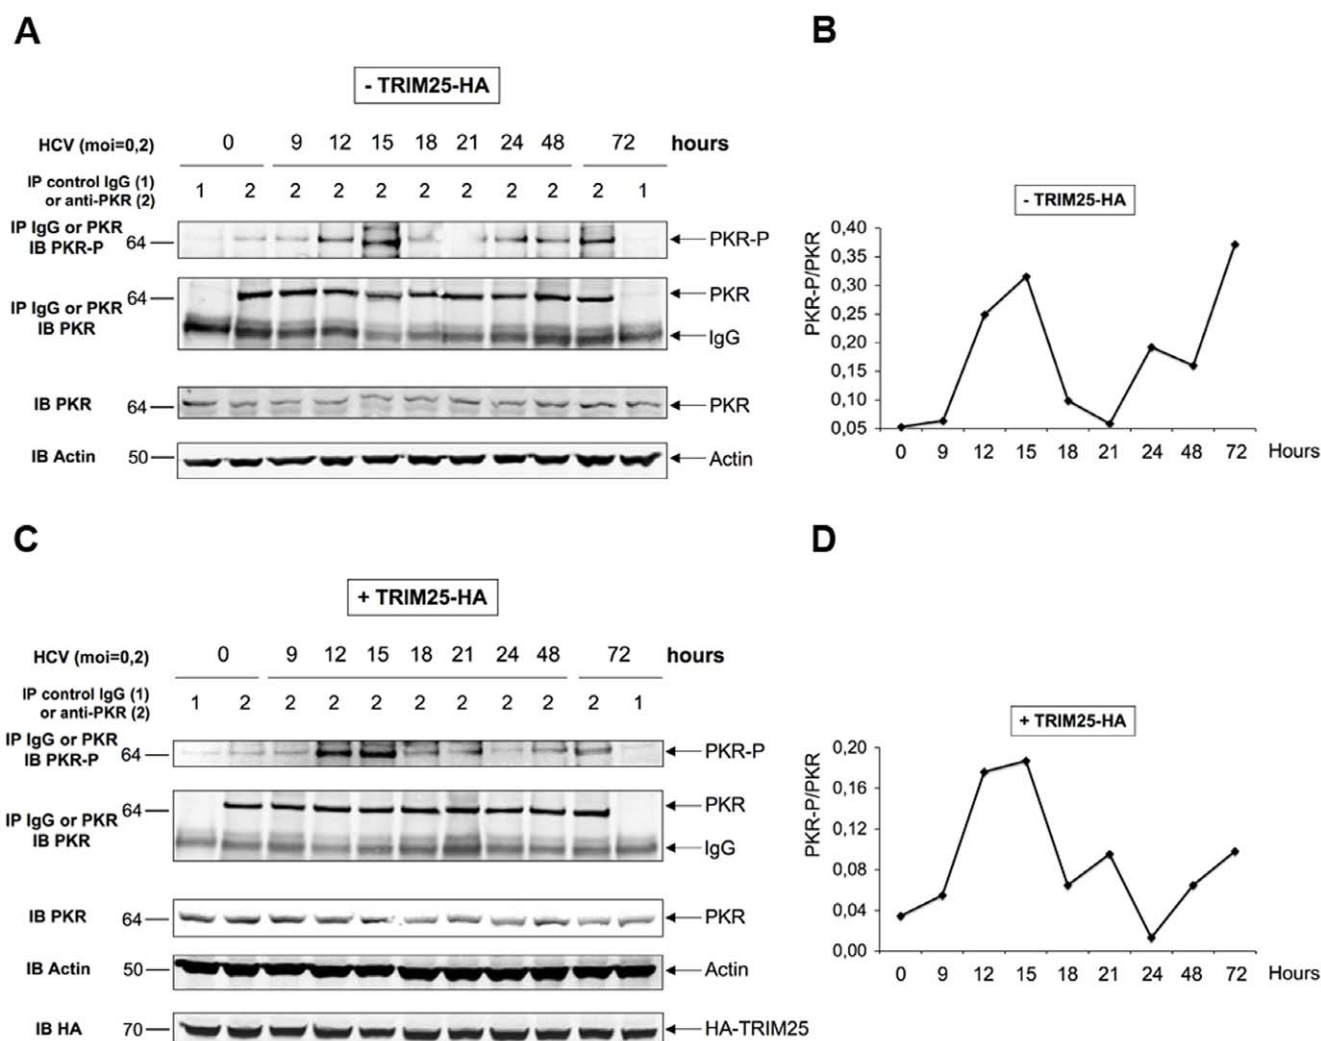 A
- TRIM25-HA
HCV (moi=0,2) 0 9 12 15 18 21 24 48 72 hours
IP control IgG (1)
or anti-PKR (2)
1 2 2 2 2 2 2 2 2 2 1
IP IgG or PKR
IB PKR-P
64
PKR-P
IP IgG or PKR
IB PKR
64
PKR
IgG
IB PKR 64 PKR
IB Actin 50 Actin
B
- TRIM25-HA
PKR-P/PKR
0,40
0,35
0,30
0,25
0,20
0,15
0,10
0,05
0 9 12 15 18 21 24 48 72 Hours
C
+ TRIM25-HA
HCV (moi=0,2) 0 9 12 15 18 21 24 48 72 hours
IP control IgG (1)
or anti-PKR (2)
1 2 2 2 2 2 2 2 2 2 1
IP IgG or PKR
IB PKR-P
64
PKR-P
IP IgG or PKR
IB PKR
64
PKR
IgG
IB PKR 64 PKR
IB Actin 50 Actin
IB HA 70 HA-TRIM25
D
+ TRIM25-HA
PKR-P/PKR
0,20
0,16
0,12
0,08
0,04
0,00
0 9 12 15 18 21 24 48 72 Hours